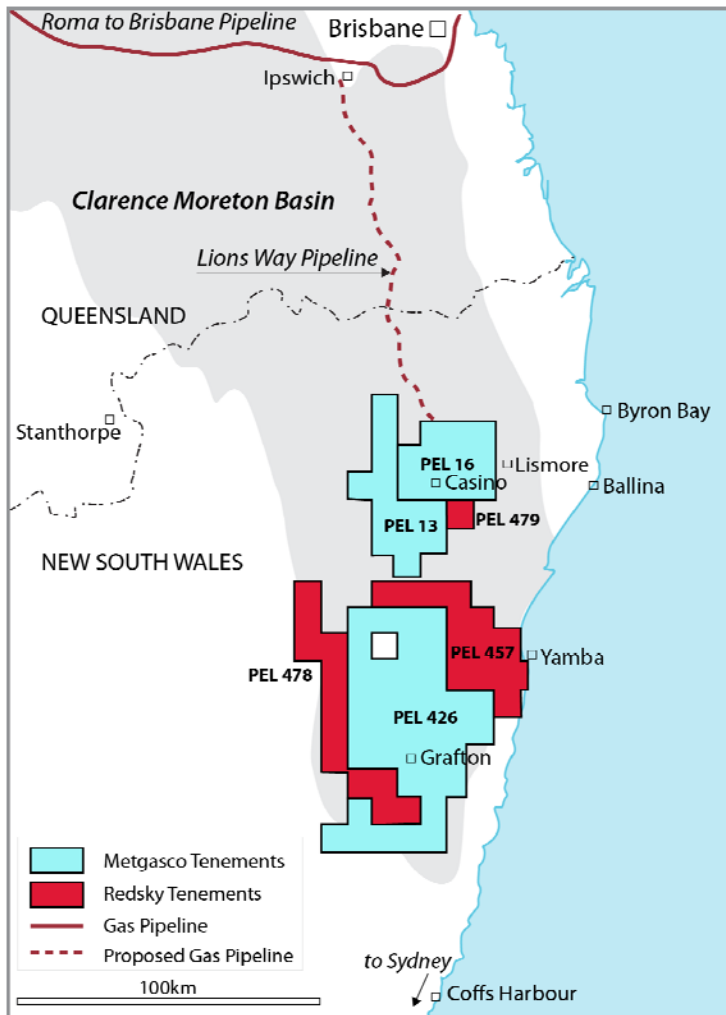 Roma to Brisbane Pipeline
Brisbane
Ipswich
Clarence Moreton Basin
Lions Way Pipeline
QUEENSLAND
Stanthorpe
Byron Bay
PEL 16
Lismore
Casino
Ballina
PEL 13
PEL 479
NEW SOUTH WALES
PEL 457
Yamba
PEL 478
PEL 426
Grafton
Metgasco Tenements
Redsky Tenements
Gas Pipeline
Proposed Gas Pipeline
to Sydney
100km
Coffs Harbour